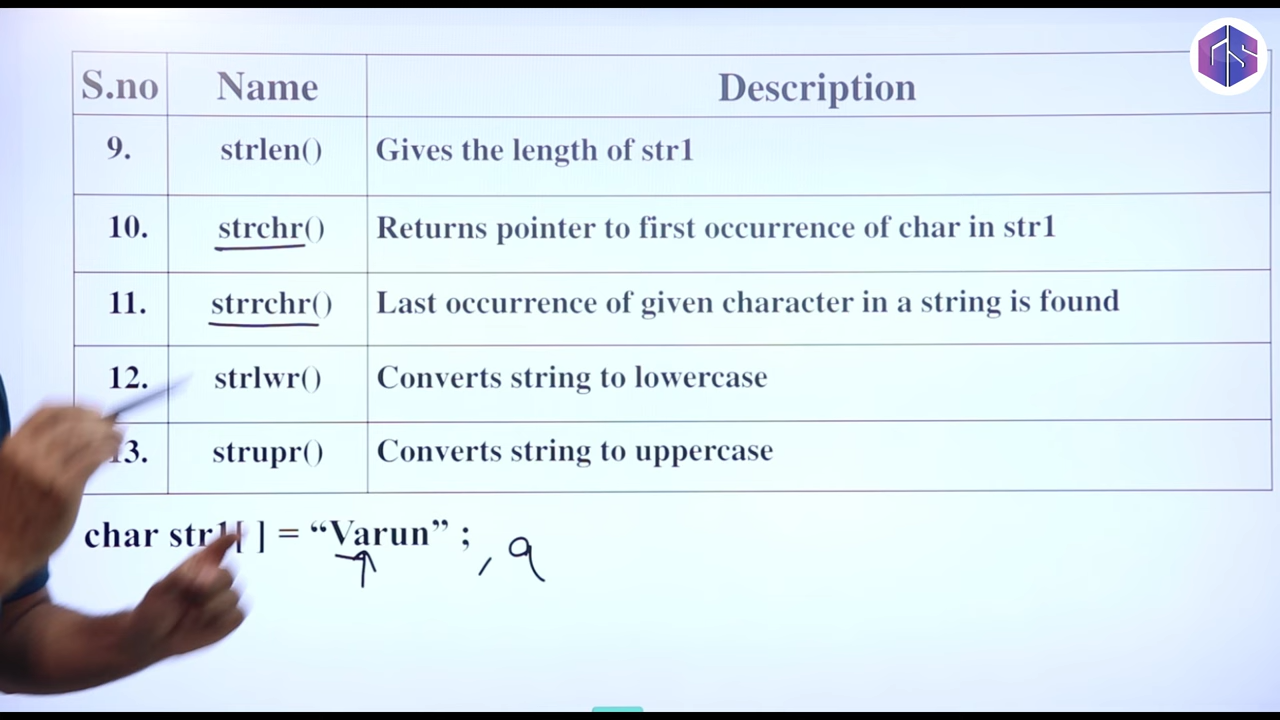 S.no Name Description
9. strlen() Gives the length of str1
10. strchr() Returns pointer to first occurrence of char in str1
11. strrchr() Last occurrence of given character in a string is found
12. strlwr() Converts string to lowercase
13. strupr() Converts string to uppercase
char str1[ ] = “Varun” ; , a